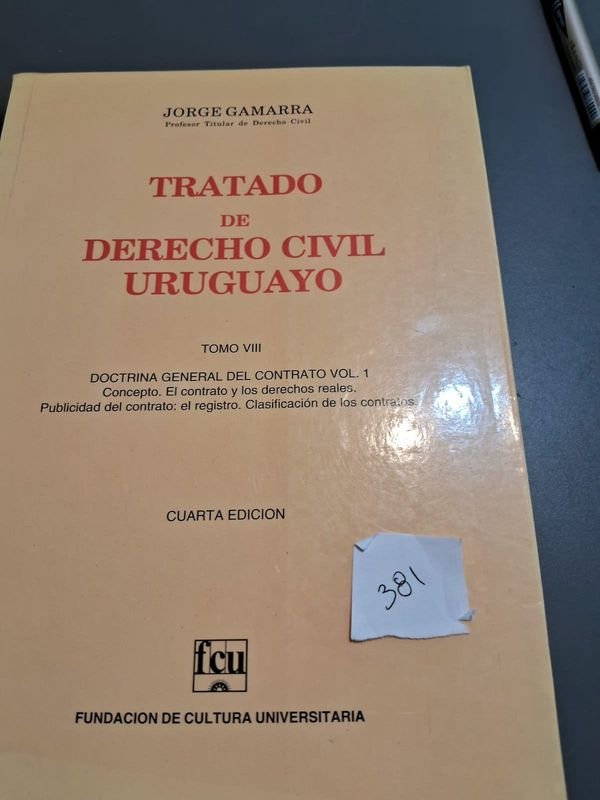 JORGE GAMARRA
Profesor Titular de Derecho Civil
TRATADO
DE
DERECHO CIVIL
URUGUAYO
TOMO VIII
DOCTRINA GENERAL DEL CONTRATO VOL. 1
Concepto. El contrato y los derechos reales.
Publicidad del contrato: el registro. Clasificación de los contratos.
CUARTA EDICION
381
fcu
FUNDACION DE CULTURA UNIVERSITARIA